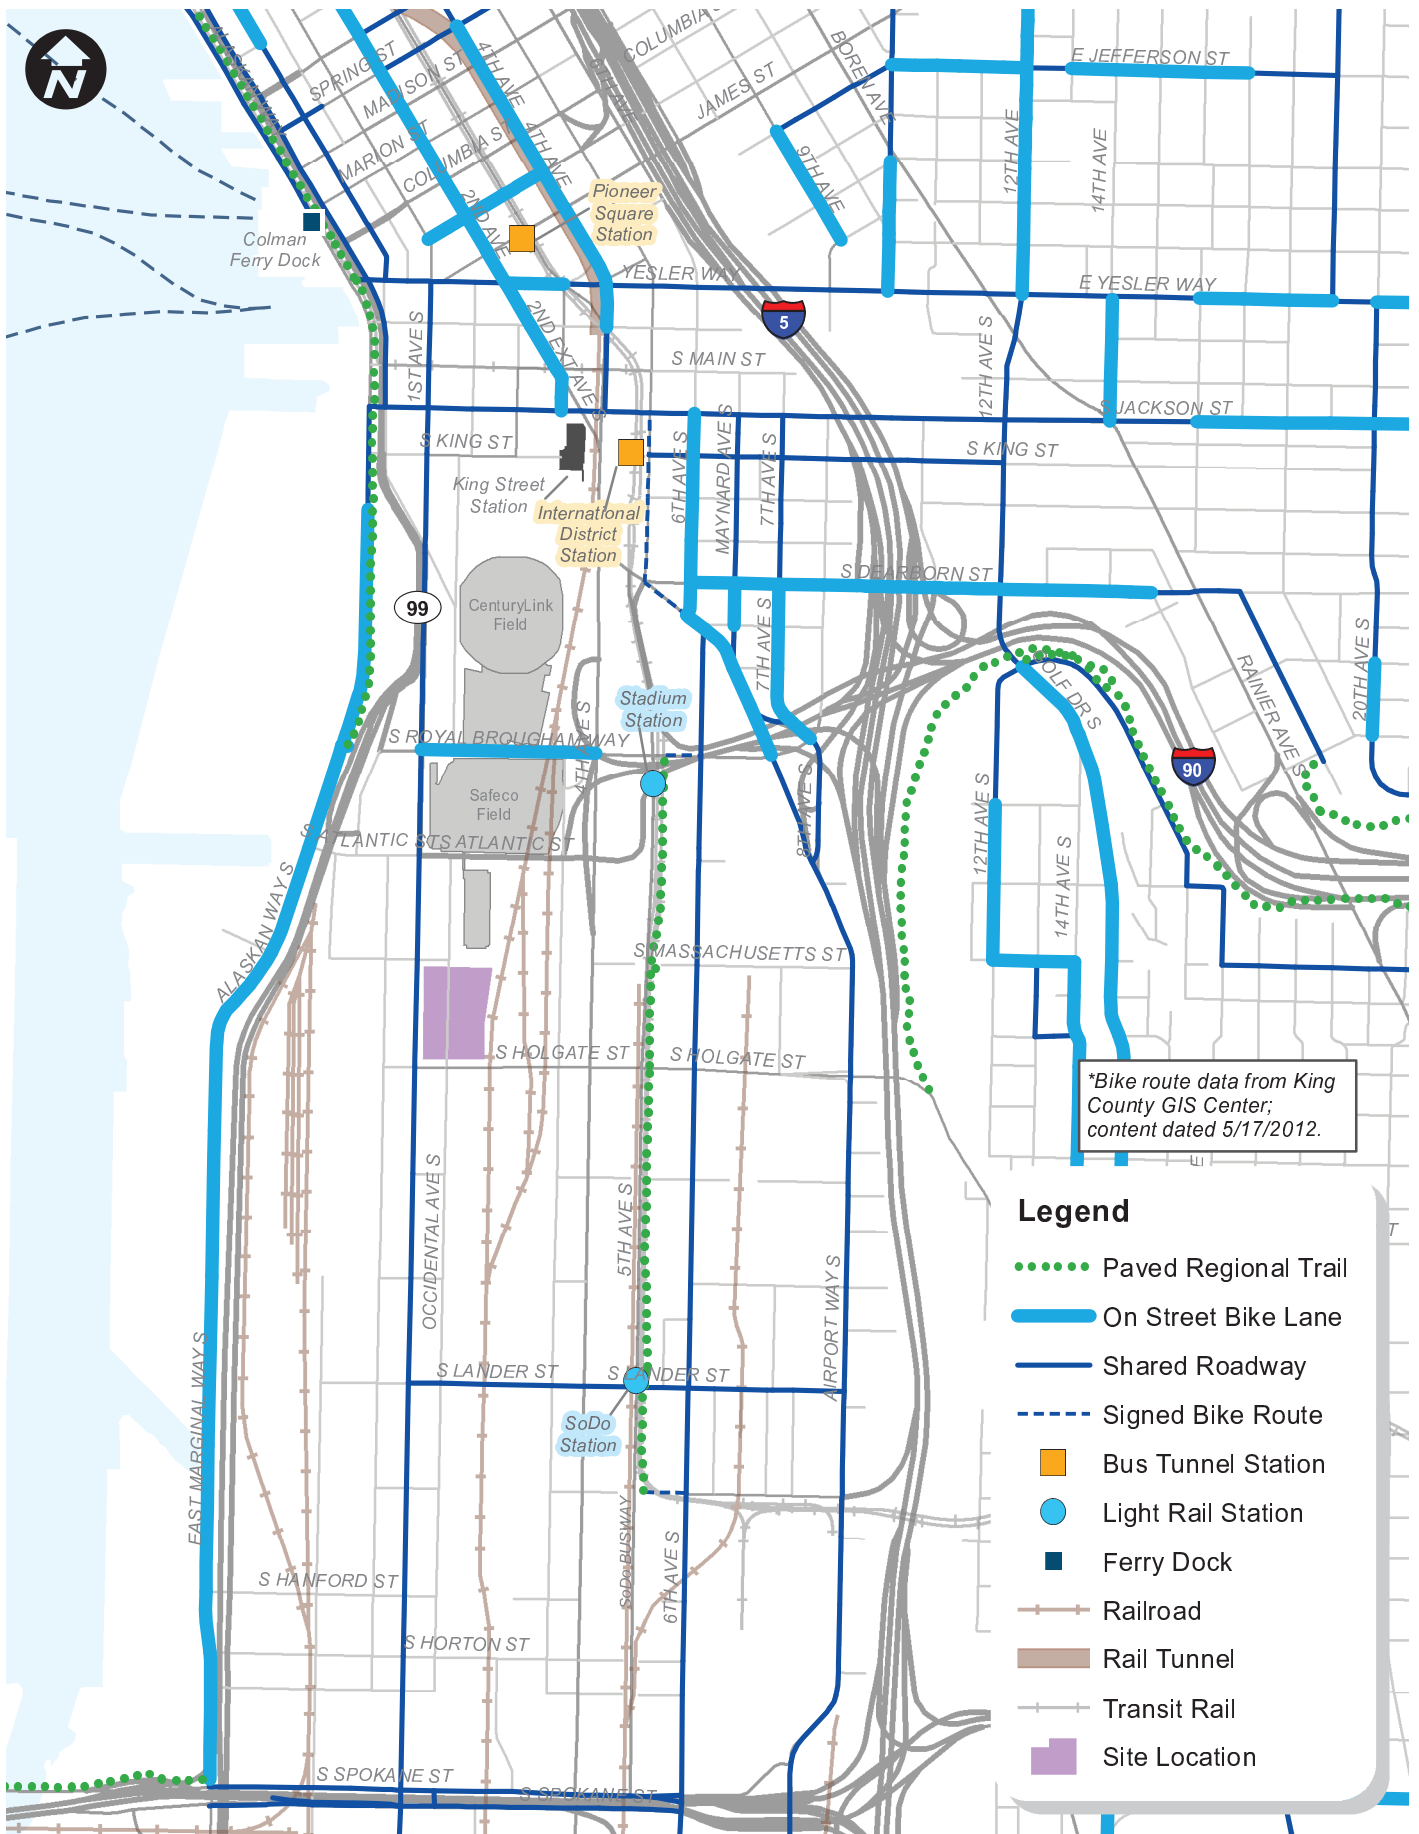 N
ALASKAN WAY
SPRING ST
MADISON ST
MARION ST
COLUMBIA ST
4TH AVE
4TH AVE
2ND AVE
6TH AVE
COLUMBIA
JAMES ST
BOREN AVE
9TH AVE
E JEFFERSON ST
12TH AVE
14TH AVE
Pioneer
Square
Station
Colman
Ferry Dock
YESLER WAY
E YESLER WAY
5
2ND EXT AVE S
1ST AVE S
S MAIN ST
12TH AVE S
S JACKSON ST
S KING ST
S KING ST
King Street
Station
International
District
Station
6TH AVE S
MAYNARD AVE S
7TH AVE S
S DEARBORN ST
99
CenturyLink
Field
7TH AVE S
Stadium
Station
GOLF DR S
RAINIER AVE S
20TH AVE S
S ROYAL BROUGHAM WAY
4TH AVE S
90
Safeco
Field
8TH AVE S
12TH AVE S
14TH AVE S
S ATLANTIC ST
S ATLANTIC ST
ALASKAN WAY S
S MASSACHUSETTS ST
S HOLGATE ST
S HOLGATE ST
*Bike route data from King
County GIS Center;
content dated 5/17/2012.
E
OCCIDENTAL AVE S
5TH AVE S
AIRPORT WAY S
EAST MARGINAL WAY S
S LANDER ST
S LANDER ST
SoDo
Station
SoDo BUSWAY
6TH AVE S
S HANFORD ST
S HORTON ST
S SPOKANE ST
S SPOKANE ST
T
Legend
Paved Regional Trail
On Street Bike Lane
Shared Roadway
Signed Bike Route
Bus Tunnel Station
Light Rail Station
Ferry Dock
Railroad
Rail Tunnel
Transit Rail
Site Location